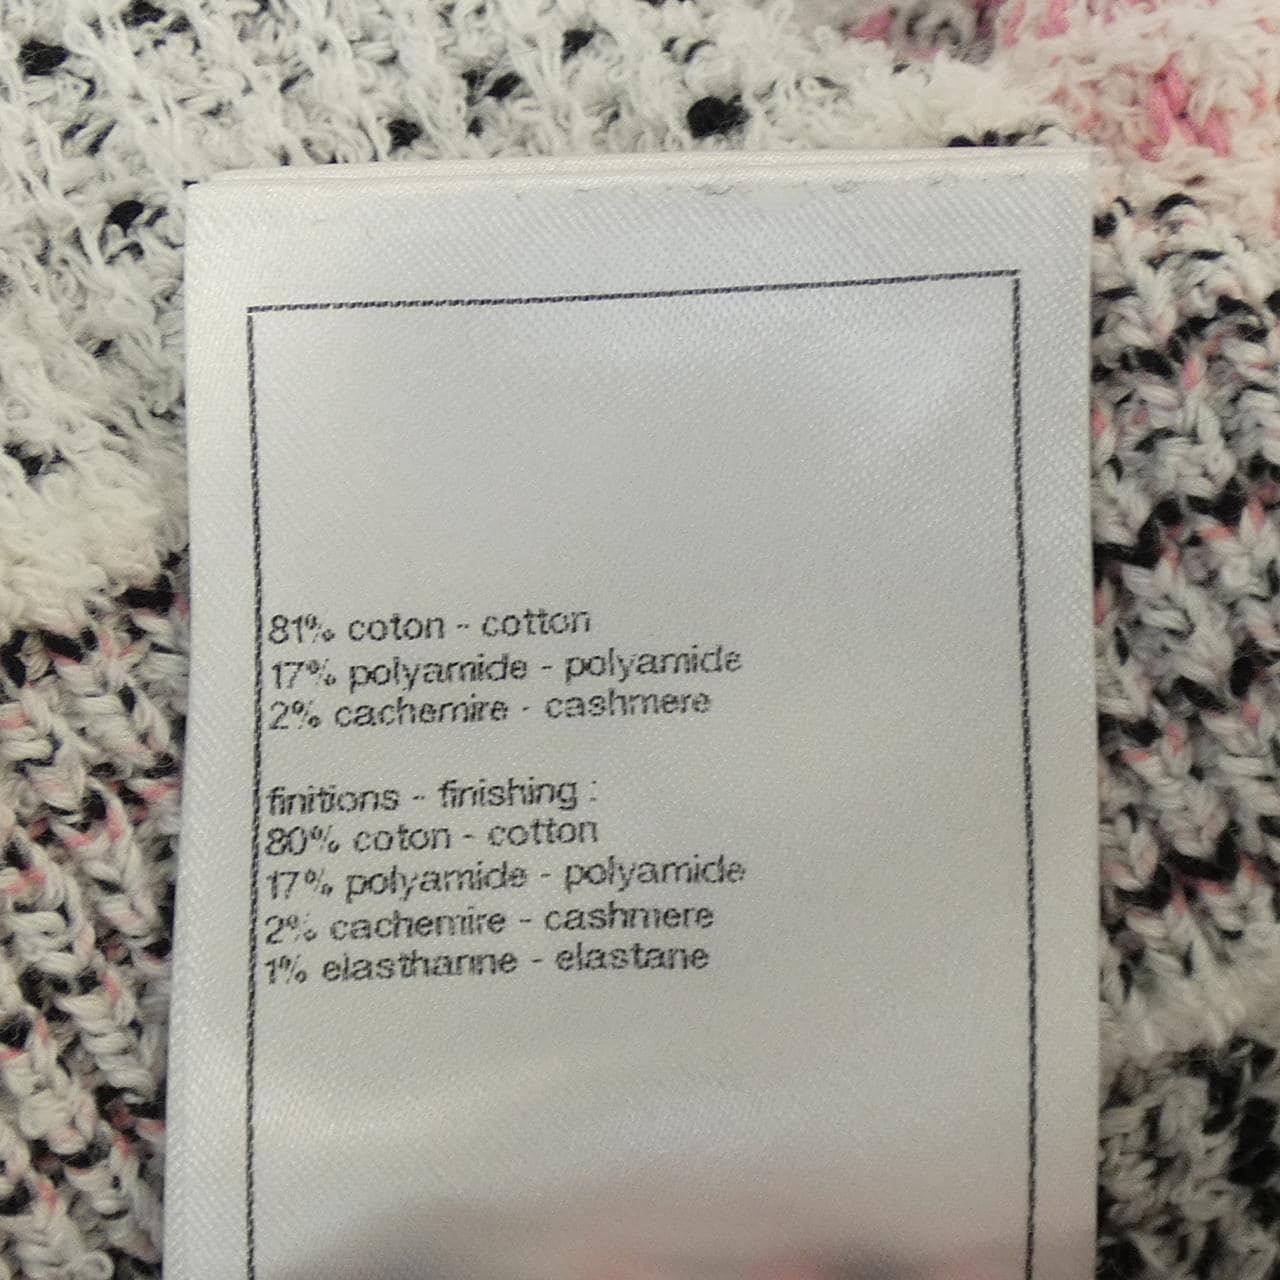 81% coton - cotton
17% polyamide - polyamide
2% cachemire - cashmere
finitions - finishing :
80% coton - cotton
17% polyamide - polyamide
2% cachemire - cashmere
1% elasthanne - elastane